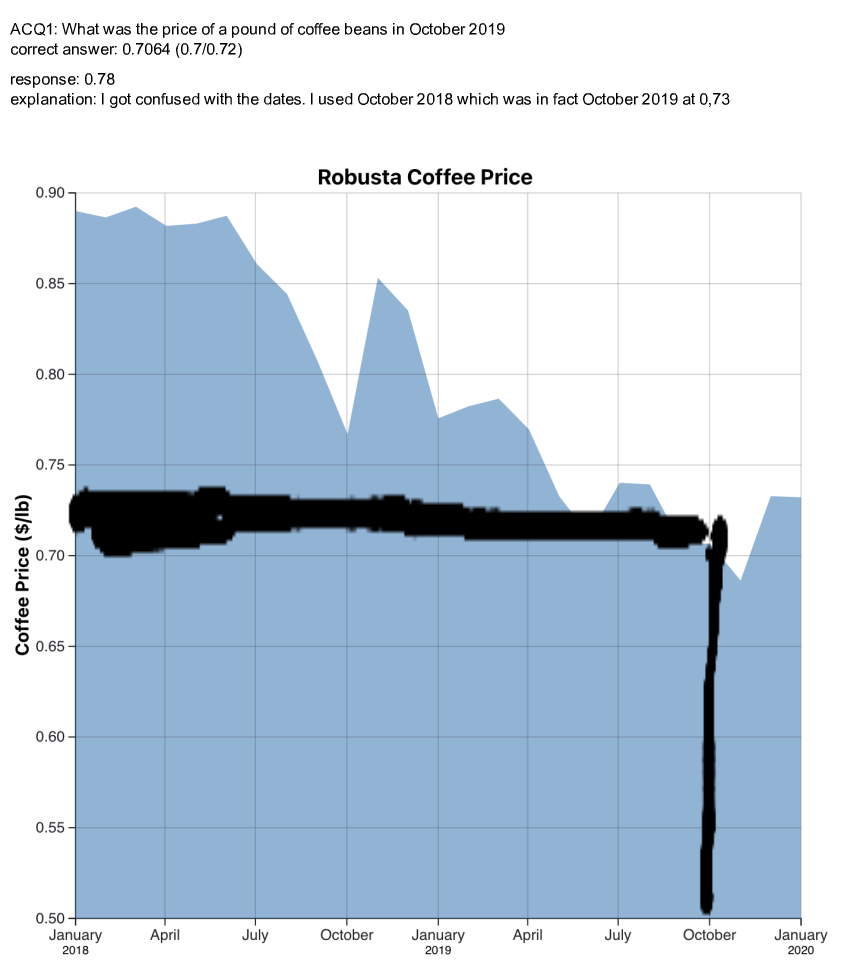 ACQ1: What was the price of a pound of coffee beans in October 2019
correct answer: 0.7064 (0.7/0.72)
response: 0.78
explanation: I got confused with the dates. I used October 2018 which was in fact October 2019 at 0,73
Robusta Coffee Price
0.90
0.85
0.80
0.75
0.70
0.65
0.60
0.55
0.50
Coffee Price ($/lb)
January April July October January April July October January
2018 2019 2020